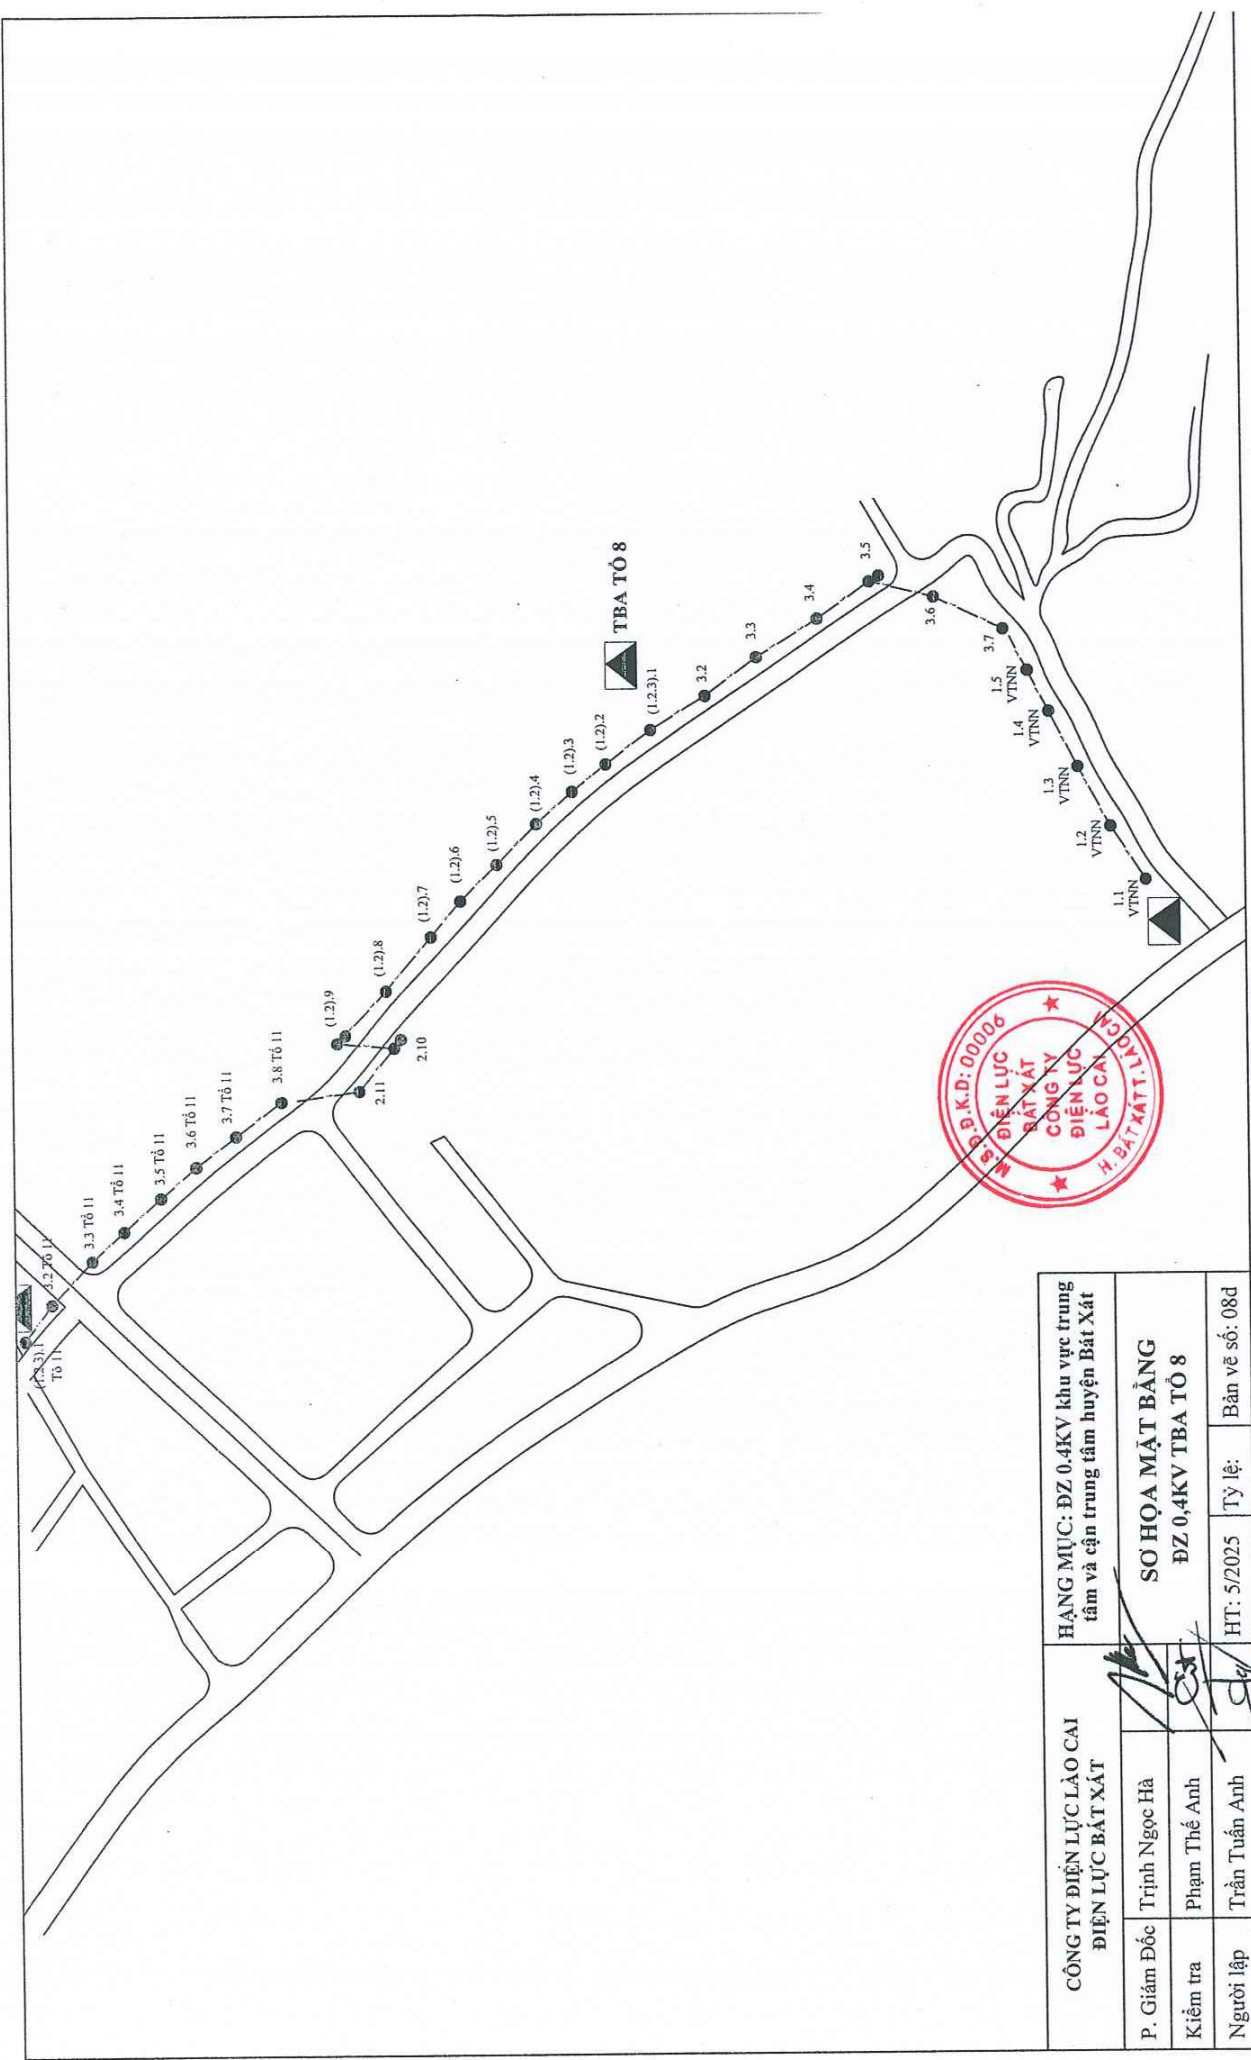 (1.2.3).1
Tổ 11
3.2 Tổ 11
3.3 Tổ 11
3.4 Tổ 11
3.5 Tổ 11
3.6 Tổ 11
3.7 Tổ 11
3.8 Tổ 11
2.11
2.10
(1.2).9
(1.2).8
(1.2).7
(1.2).6
(1.2).5
(1.2).4
(1.2).3
(1.2).2
(1.2.3).1
TBA TỔ 8
3.2
3.3
3.4
3.5
3.6
3.7
1.5
VTNN
1.4
VTNN
1.3
VTNN
1.2
VTNN
1.1
VTNN
M.S.Đ.Đ.K.D: 00006
ĐIỆN LỰC
BÁT XÁT
CÔNG TY
ĐIỆN LỰC
LÀO CAI
H. BÁT XÁT T. LÀO CAI
CÔNG TY ĐIỆN LỰC LÀO CAI
ĐIỆN LỰC BÁT XÁT
HẠNG MỤC: ĐZ 0.4KV khu vực trung
tâm và cận trung tâm huyện Bát Xát
P. Giám Đốc Trịnh Ngọc Hà
Kiểm tra Phạm Thế Anh
Người lập Trần Tuấn Anh
SƠ HỌA MẶT BẰNG
ĐZ 0,4KV TBA TỔ 8
HT: 5/2025 Tỷ lệ: Bản vẽ số: 08d